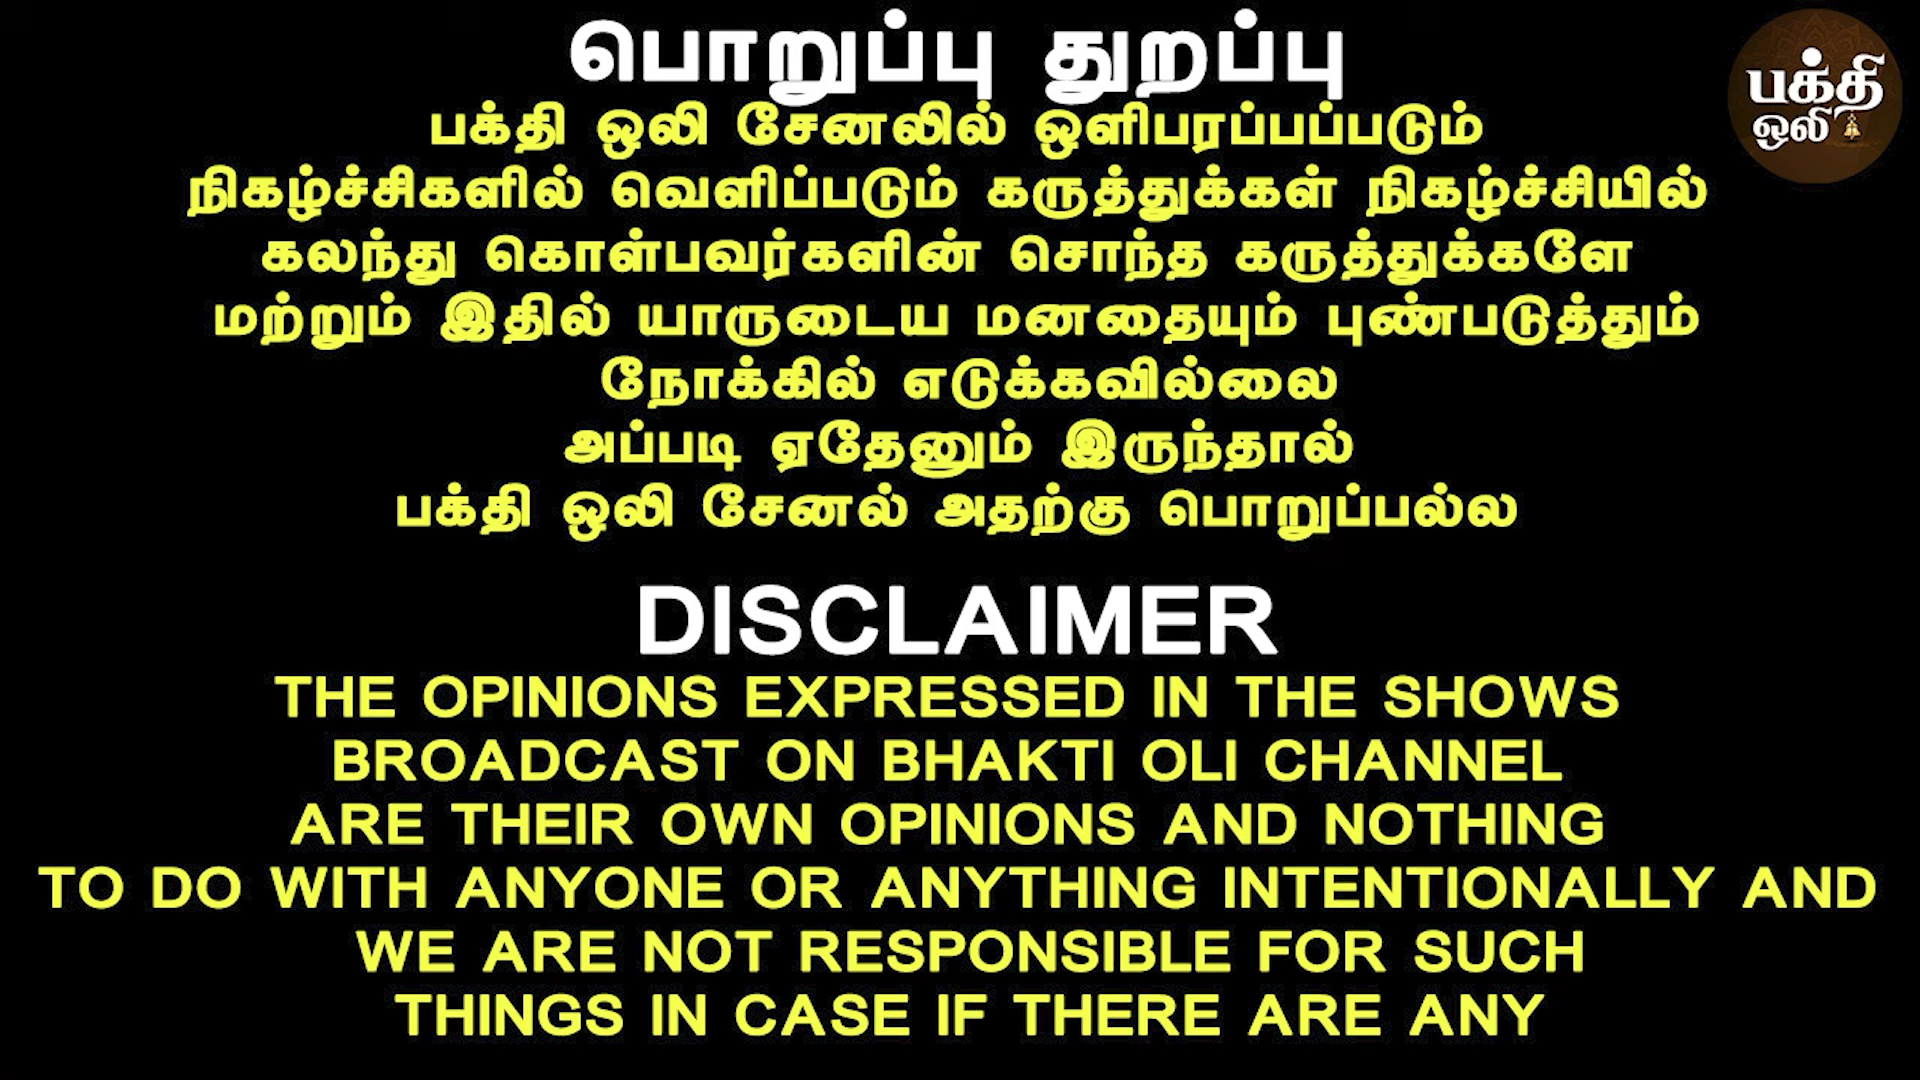 பொறுப்பு துறப்பு
பக்தி ஒலி
பக்தி ஒலி சேனலில் ஒளிபரப்பப்படும்
நிகழ்ச்சிகளில் வெளிப்படும் கருத்துக்கள் நிகழ்ச்சியில்
கலந்து கொள்பவர்களின் சொந்த கருத்துக்களே
மற்றும் இதில் யாருடைய மனதையும் புண்படுத்தும்
நோக்கில் எடுக்கவில்லை
அப்படி ஏதேனும் இருந்தால்
பக்தி ஒலி சேனல் அதற்கு பொறுப்பல்ல
DISCLAIMER
THE OPINIONS EXPRESSED IN THE SHOWS
BROADCAST ON BHAKTI OLI CHANNEL
ARE THEIR OWN OPINIONS AND NOTHING
TO DO WITH ANYONE OR ANYTHING INTENTIONALLY AND
WE ARE NOT RESPONSIBLE FOR SUCH
THINGS IN CASE IF THERE ARE ANY